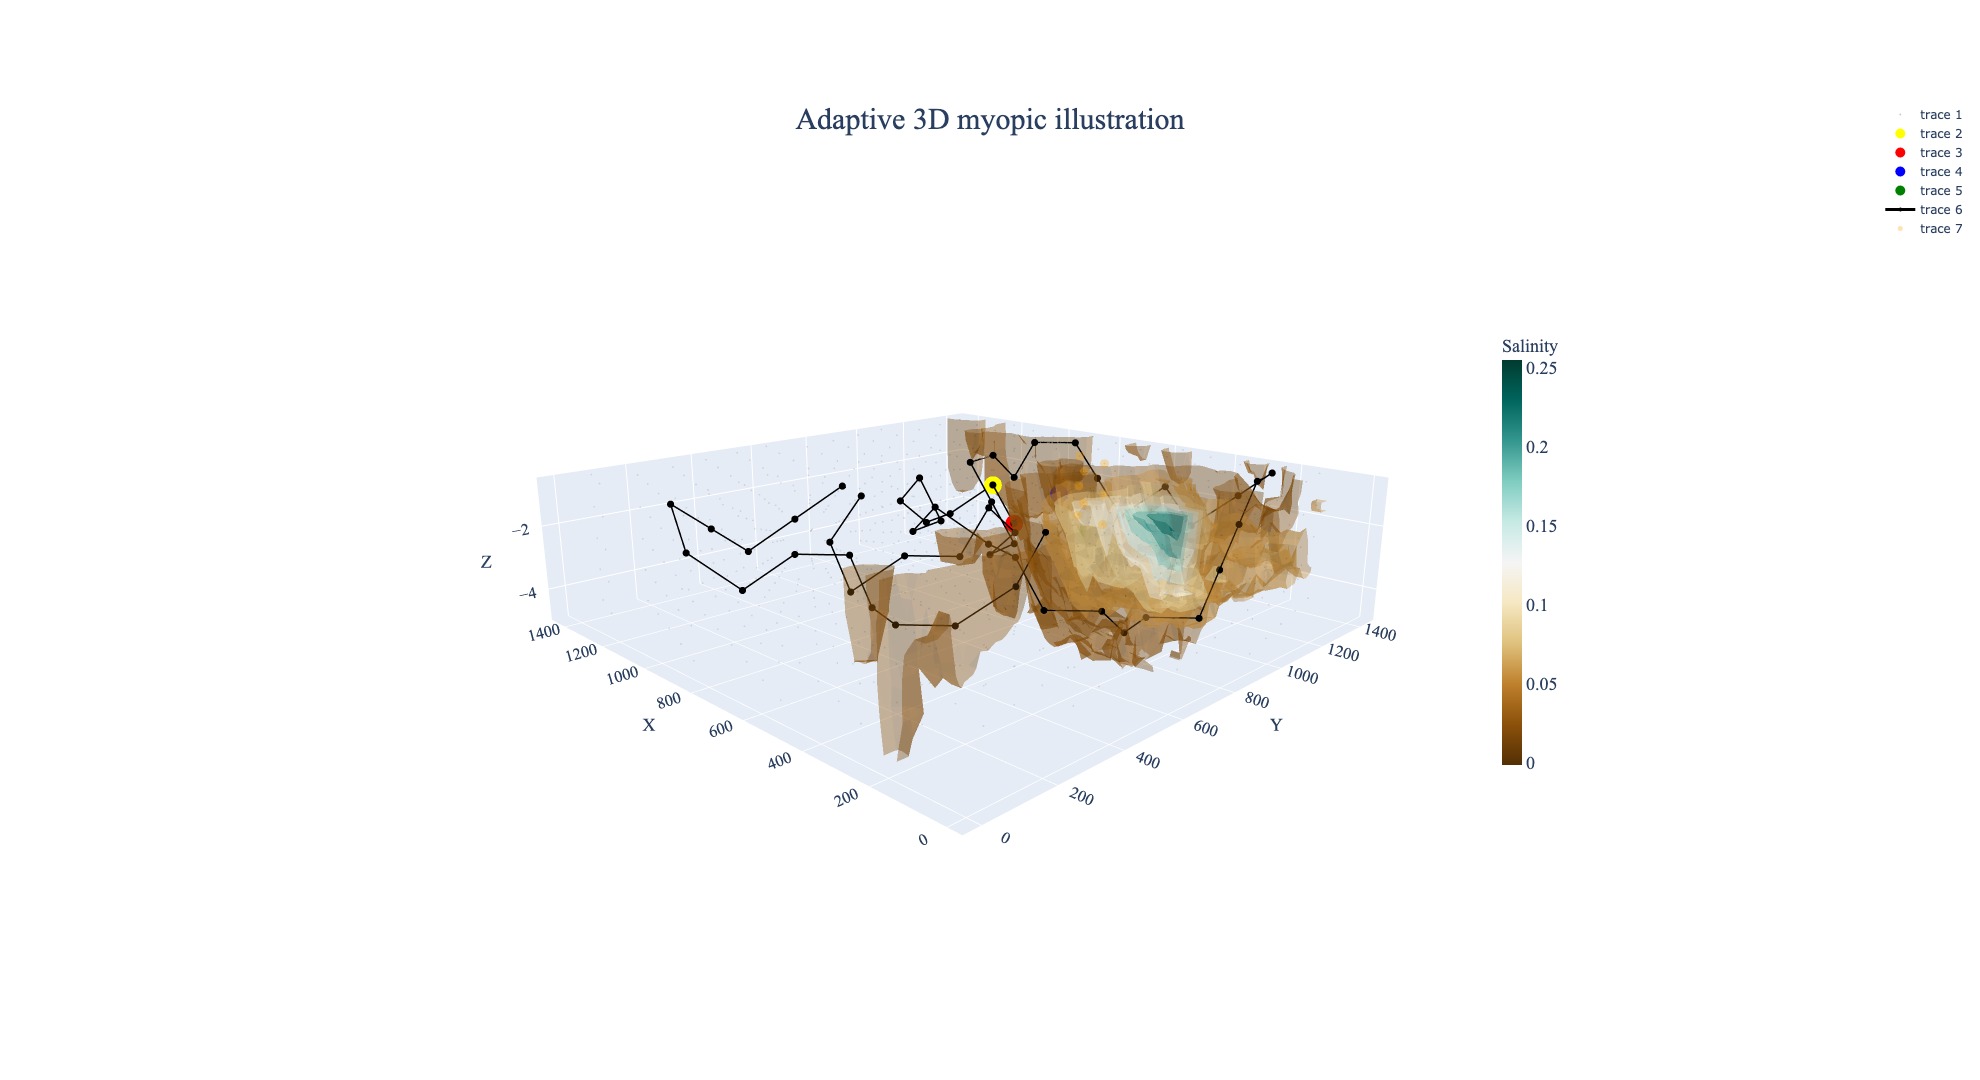 Adaptive 3D myopic illustration
trace 1
trace 2
trace 3
trace 4
trace 5
trace 6
trace 7
Salinity
0.25
0.2
0.15
0.1
0.05
0
Z
−2
−4
X
1400
1200
1000
800
600
400
200
0
Y
0
200
400
600
800
1000
1200
1400